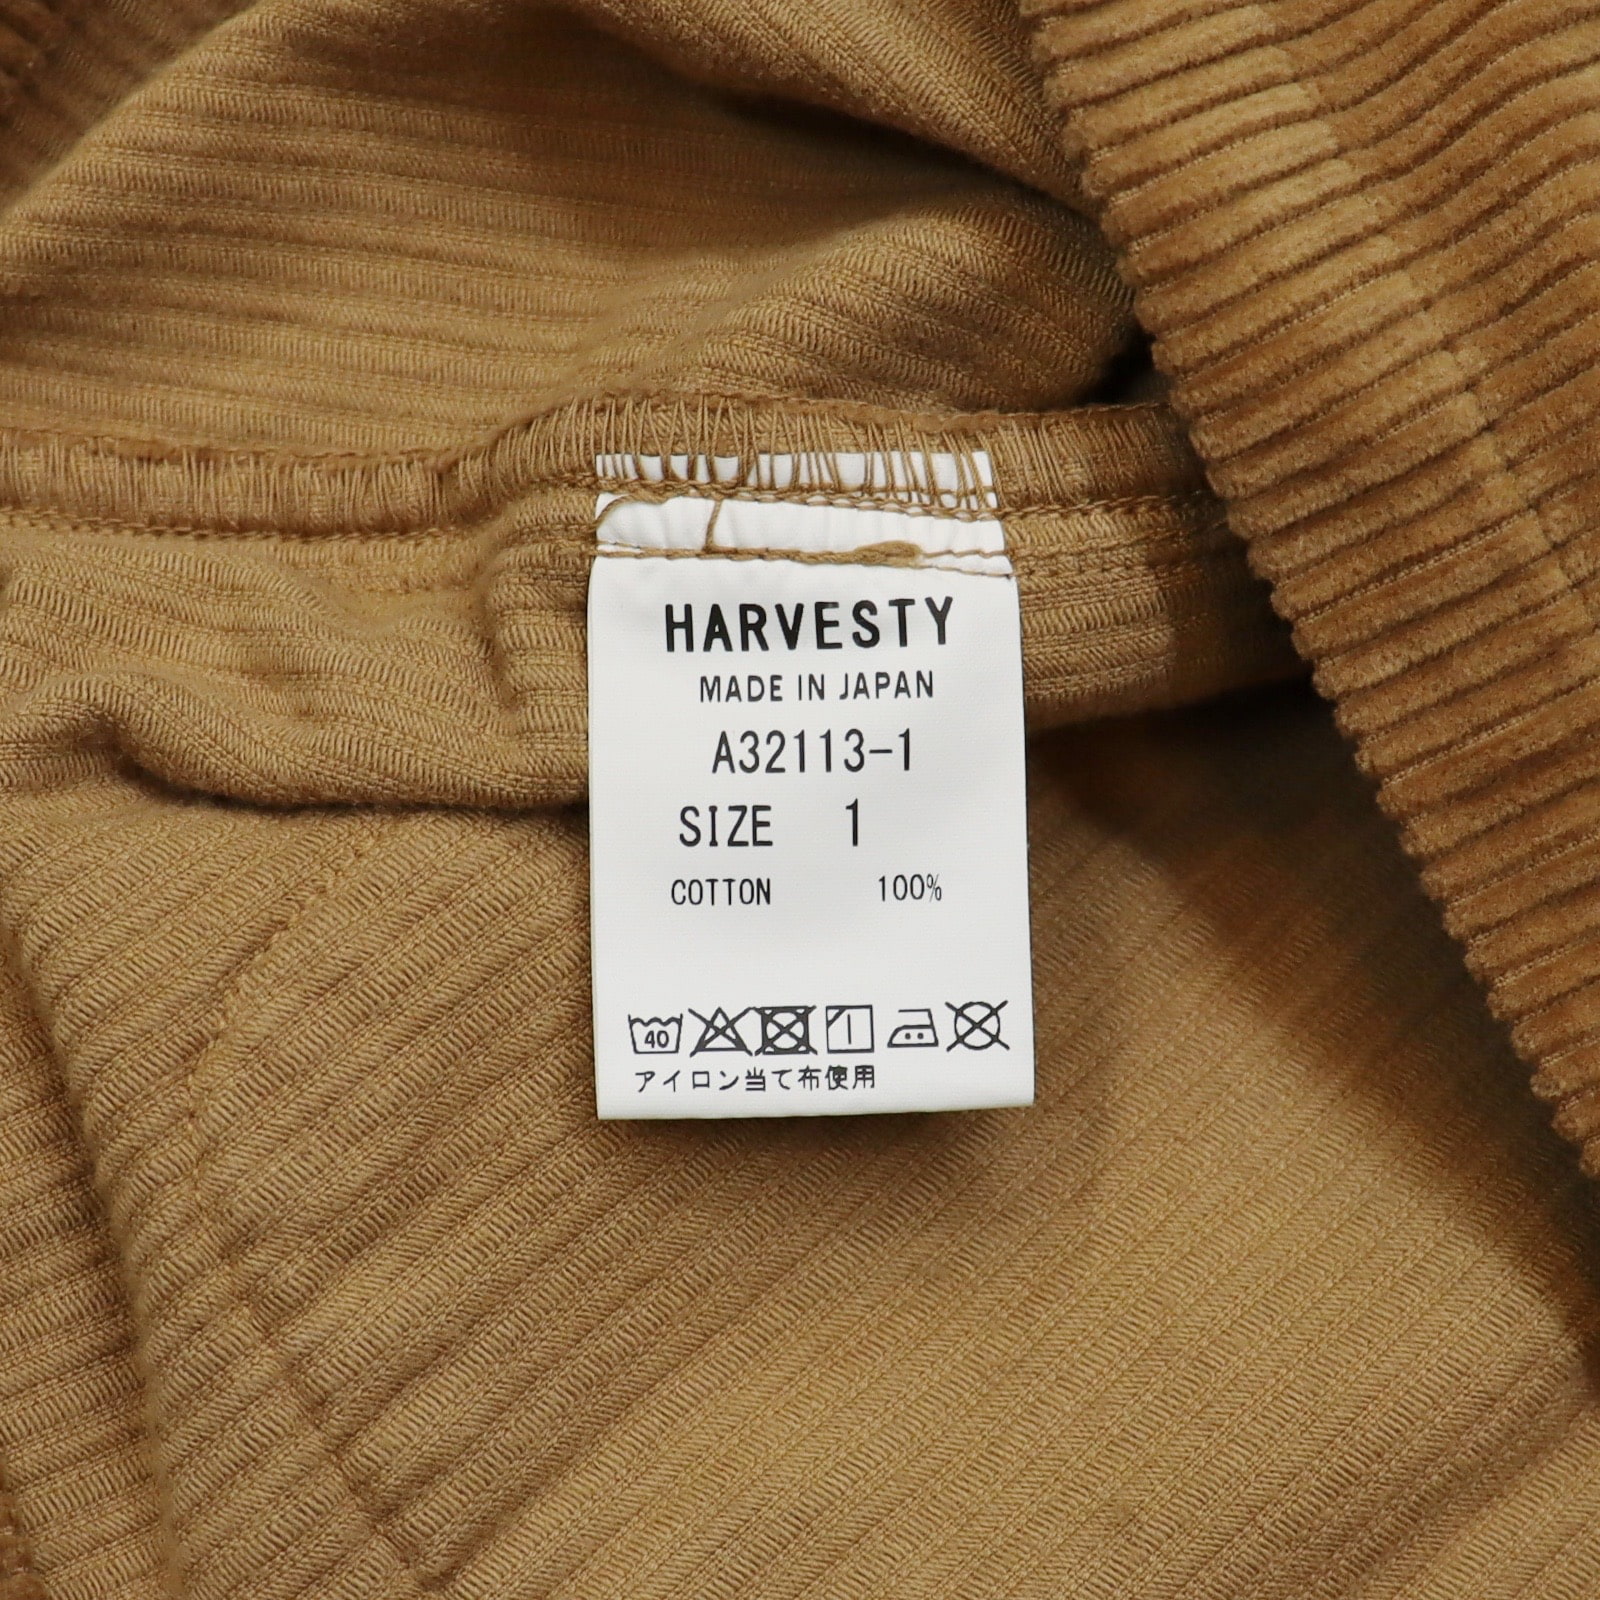 HARVESTY
MADE IN JAPAN
A32113-1
SIZE 1
COTTON 100%
40
アイロン当て布使用